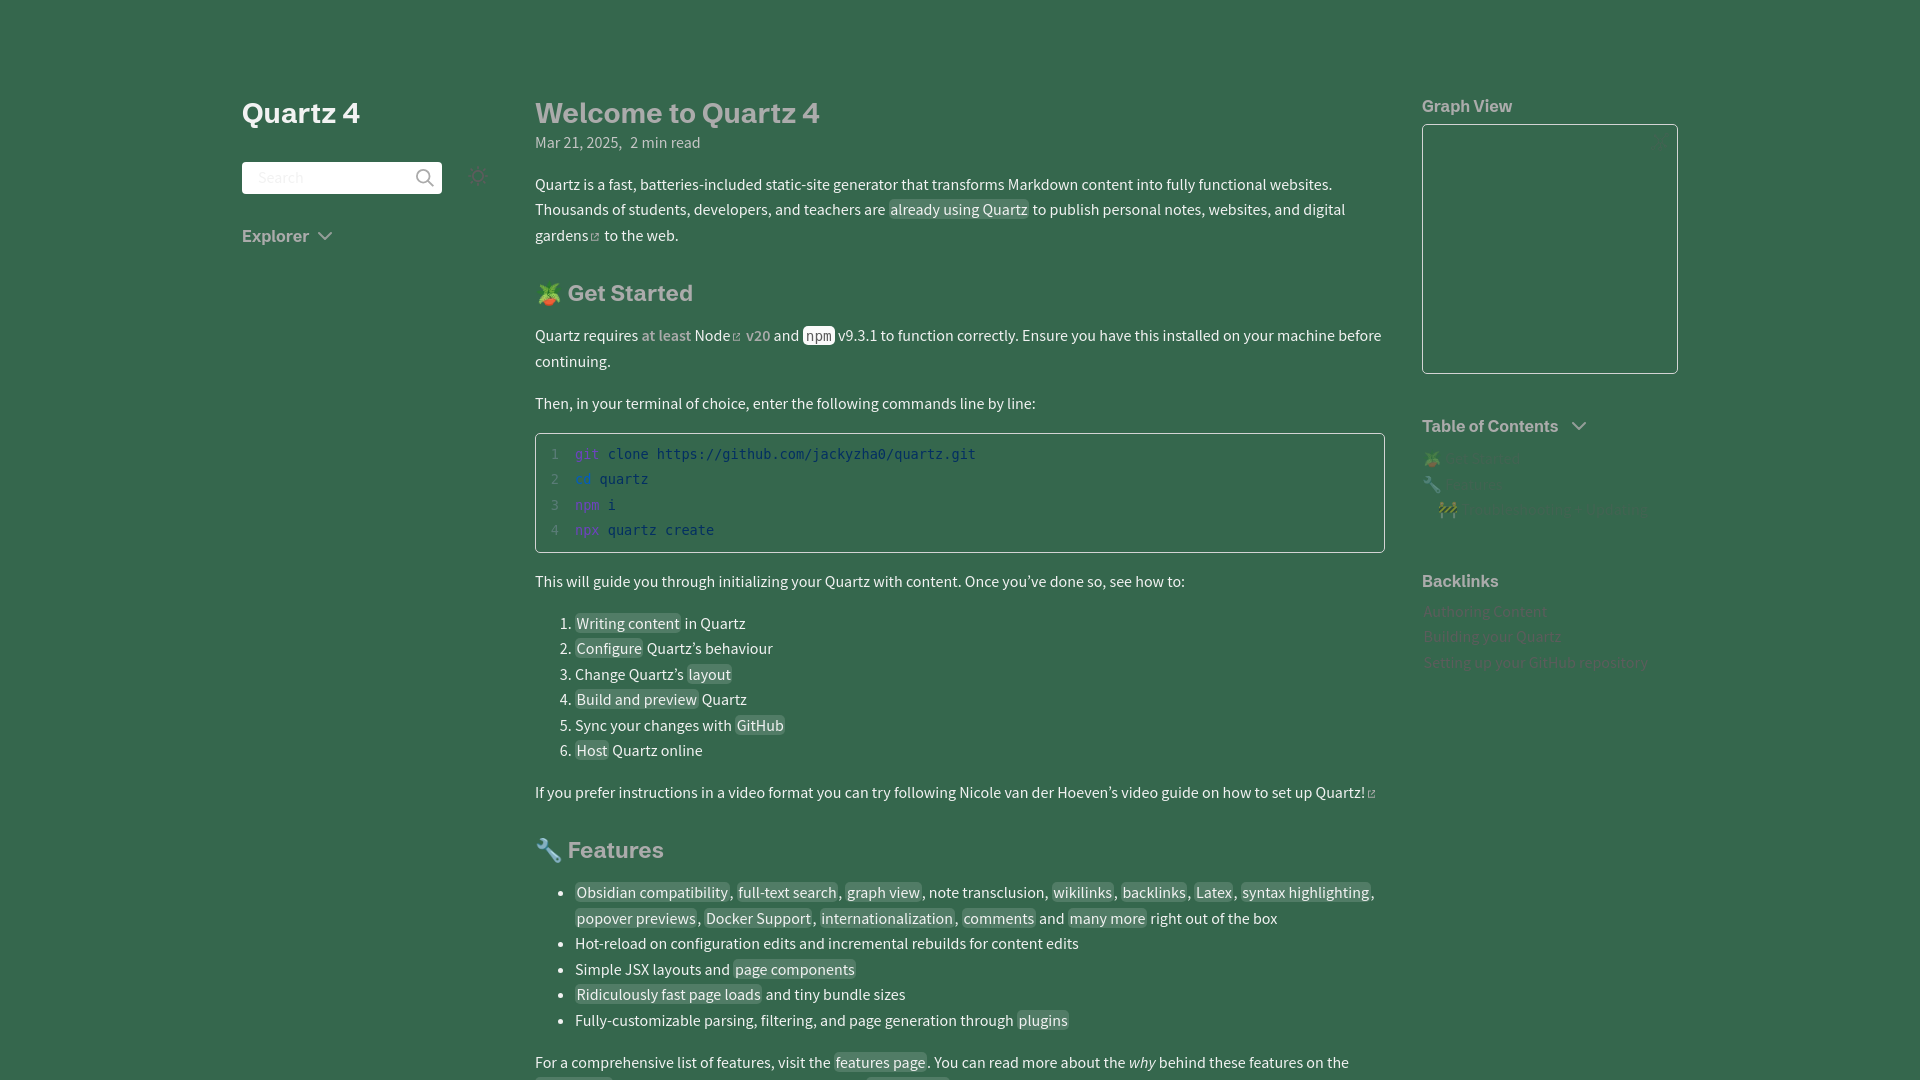 Quartz 4
Search
Explorer
Welcome to Quartz 4
Mar 21, 2025, 2 min read
Quartz is a fast, batteries-included static-site generator that transforms Markdown content into fully functional websites.
Thousands of students, developers, and teachers are already using Quartz to publish personal notes, websites, and digital
gardens to the web.
🪴 Get Started
Quartz requires at least Node v20 and npm v9.3.1 to function correctly. Ensure you have this installed on your machine before
continuing.
Then, in your terminal of choice, enter the following commands line by line:
1 git clone https://github.com/jackyzha0/quartz.git
2 cd quartz
3 npm i
4 npx quartz create
This will guide you through initializing your Quartz with content. Once you’ve done so, see how to:
1. Writing content in Quartz
2. Configure Quartz’s behaviour
3. Change Quartz’s layout
4. Build and preview Quartz
5. Sync your changes with GitHub
6. Host Quartz online
If you prefer instructions in a video format you can try following Nicole van der Hoeven’s video guide on how to set up Quartz!
🔧 Features
• Obsidian compatibility, full-text search, graph view, note transclusion, wikilinks, backlinks, Latex, syntax highlighting,
popover previews, Docker Support, internationalization, comments and many more right out of the box
• Hot-reload on configuration edits and incremental rebuilds for content edits
• Simple JSX layouts and page components
• Ridiculously fast page loads and tiny bundle sizes
• Fully-customizable parsing, filtering, and page generation through plugins
For a comprehensive list of features, visit the features page. You can read more about the why behind these features on the
Graph View
Table of Contents
🪴
🔧
🚧
Backlinks
Authoring Content
Building your Quartz
Setting up your GitHub repository